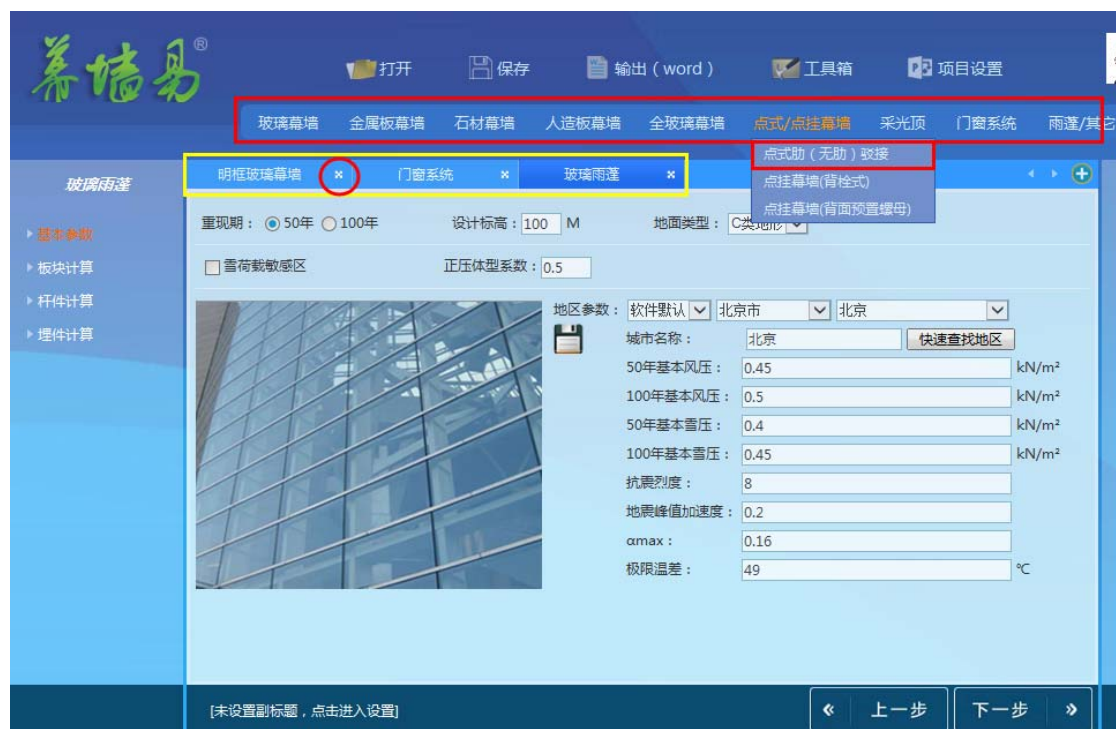 幕墙易®
打开 保存 输出（word） 工具箱 项目设置
玻璃幕墙 金属板幕墙 石材幕墙 人造板幕墙 全玻璃幕墙 点式/点挂幕墙 采光顶 门窗系统 雨蓬/其它
点式肋（无肋）驳接
点挂幕墙(背栓式)
点挂幕墙(背面预置螺母)
明框玻璃幕墙 × 门窗系统 × 玻璃雨蓬 ×
玻璃雨蓬
基本参数
板块计算
杆件计算
埋件计算
重现期： 50年 100年 设计标高：100 M 地面类型：C类地形
雪荷载敏感区 正压体型系数：0.5
地区参数： 软件默认 北京市 北京
城市名称： 北京 快速查找地区
50年基本风压： 0.45 kN/m²
100年基本风压： 0.5 kN/m²
50年基本雪压： 0.4 kN/m²
100年基本雪压： 0.45 kN/m²
抗震烈度： 8
地震峰值加速度： 0.2
αmax： 0.16
极限温差： 49 ℃
[未设置副标题，点击进入设置] « 上一步 下一步 »